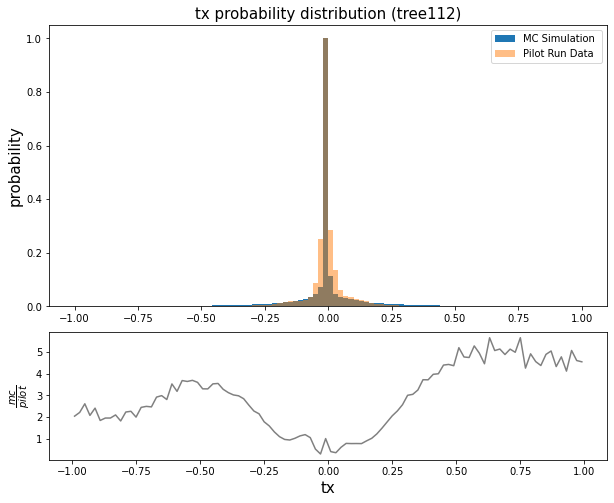 tx probability distribution (tree112)
MC Simulation
Pilot Run Data
probability
1.0
0.8
0.6
0.4
0.2
0.0
−1.00 −0.75 −0.50 −0.25 0.00 0.25 0.50 0.75 1.00
mc
pilot
5
4
3
2
1
−1.00 −0.75 −0.50 −0.25 0.00 0.25 0.50 0.75 1.00
tx